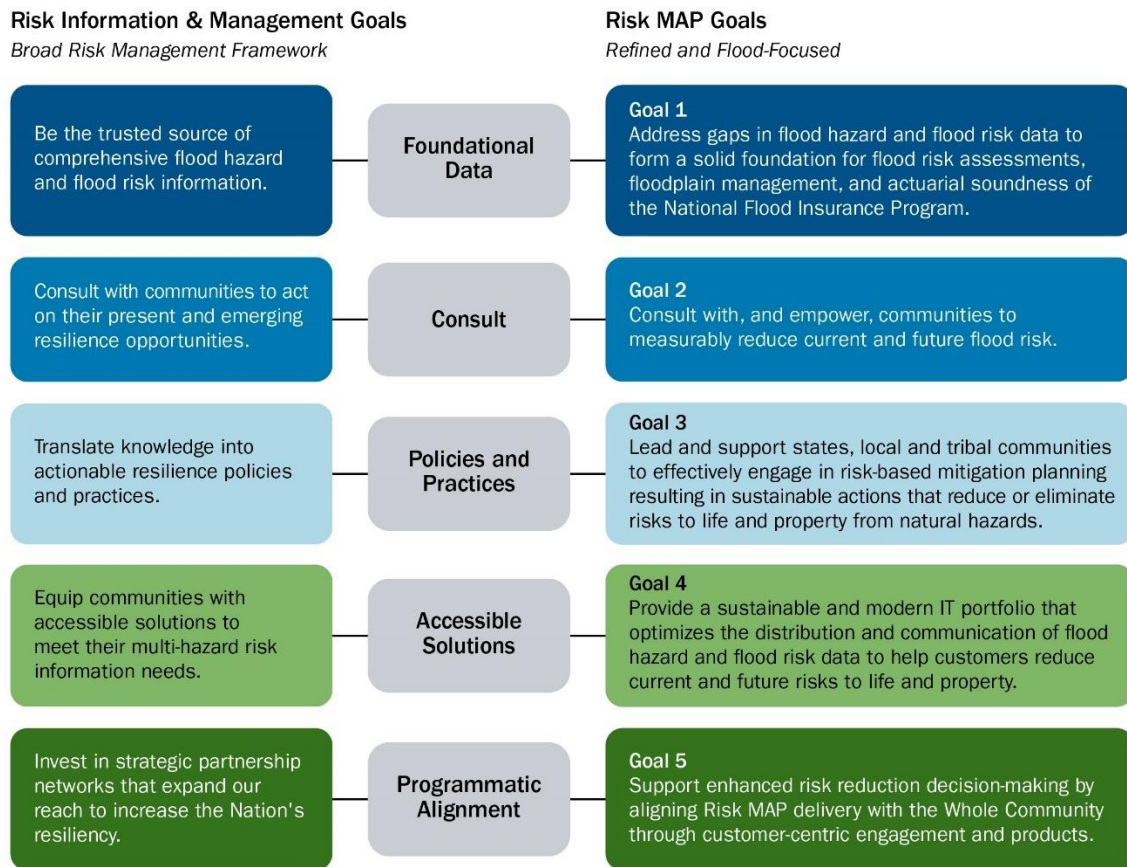 Risk Information & Management Goals
Broad Risk Management Framework
Risk MAP Goals
Refined and Flood-Focused
Be the trusted source of
comprehensive flood hazard
and flood risk information.
Foundational
Data
Goal 1
Address gaps in flood hazard and flood risk data to
form a solid foundation for flood risk assessments,
floodplain management, and actuarial soundness of
the National Flood Insurance Program.
Consult with communities to act
on their present and emerging
resilience opportunities.
Consult
Goal 2
Consult with, and empower, communities to
measurably reduce current and future flood risk.
Translate knowledge into
actionable resilience policies
and practices.
Policies and
Practices
Goal 3
Lead and support states, local and tribal communities
to effectively engage in risk-based mitigation planning
resulting in sustainable actions that reduce or eliminate
risks to life and property from natural hazards.
Equip communities with
accessible solutions to
meet their multi-hazard risk
information needs.
Accessible
Solutions
Goal 4
Provide a sustainable and modern IT portfolio that
optimizes the distribution and communication of flood
hazard and flood risk data to help customers reduce
current and future risks to life and property.
Invest in strategic partnership
networks that expand our
reach to increase the Nation's
resiliency.
Programmatic
Alignment
Goal 5
Support enhanced risk reduction decision-making by
aligning Risk MAP delivery with the Whole Community
through customer-centric engagement and products.